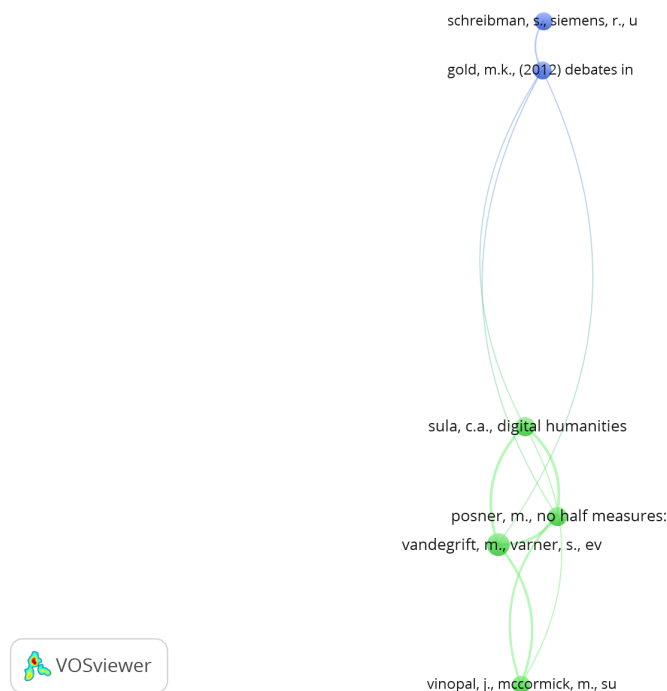 schreibman, s., siemens, r., u
gold, m.k., (2012) debates in
sula, c.a., digital humanities
posner, m., no half measures:
vandegrift, m., varner, s., ev
vinopal, j., mccormick, m., su
VOSviewer